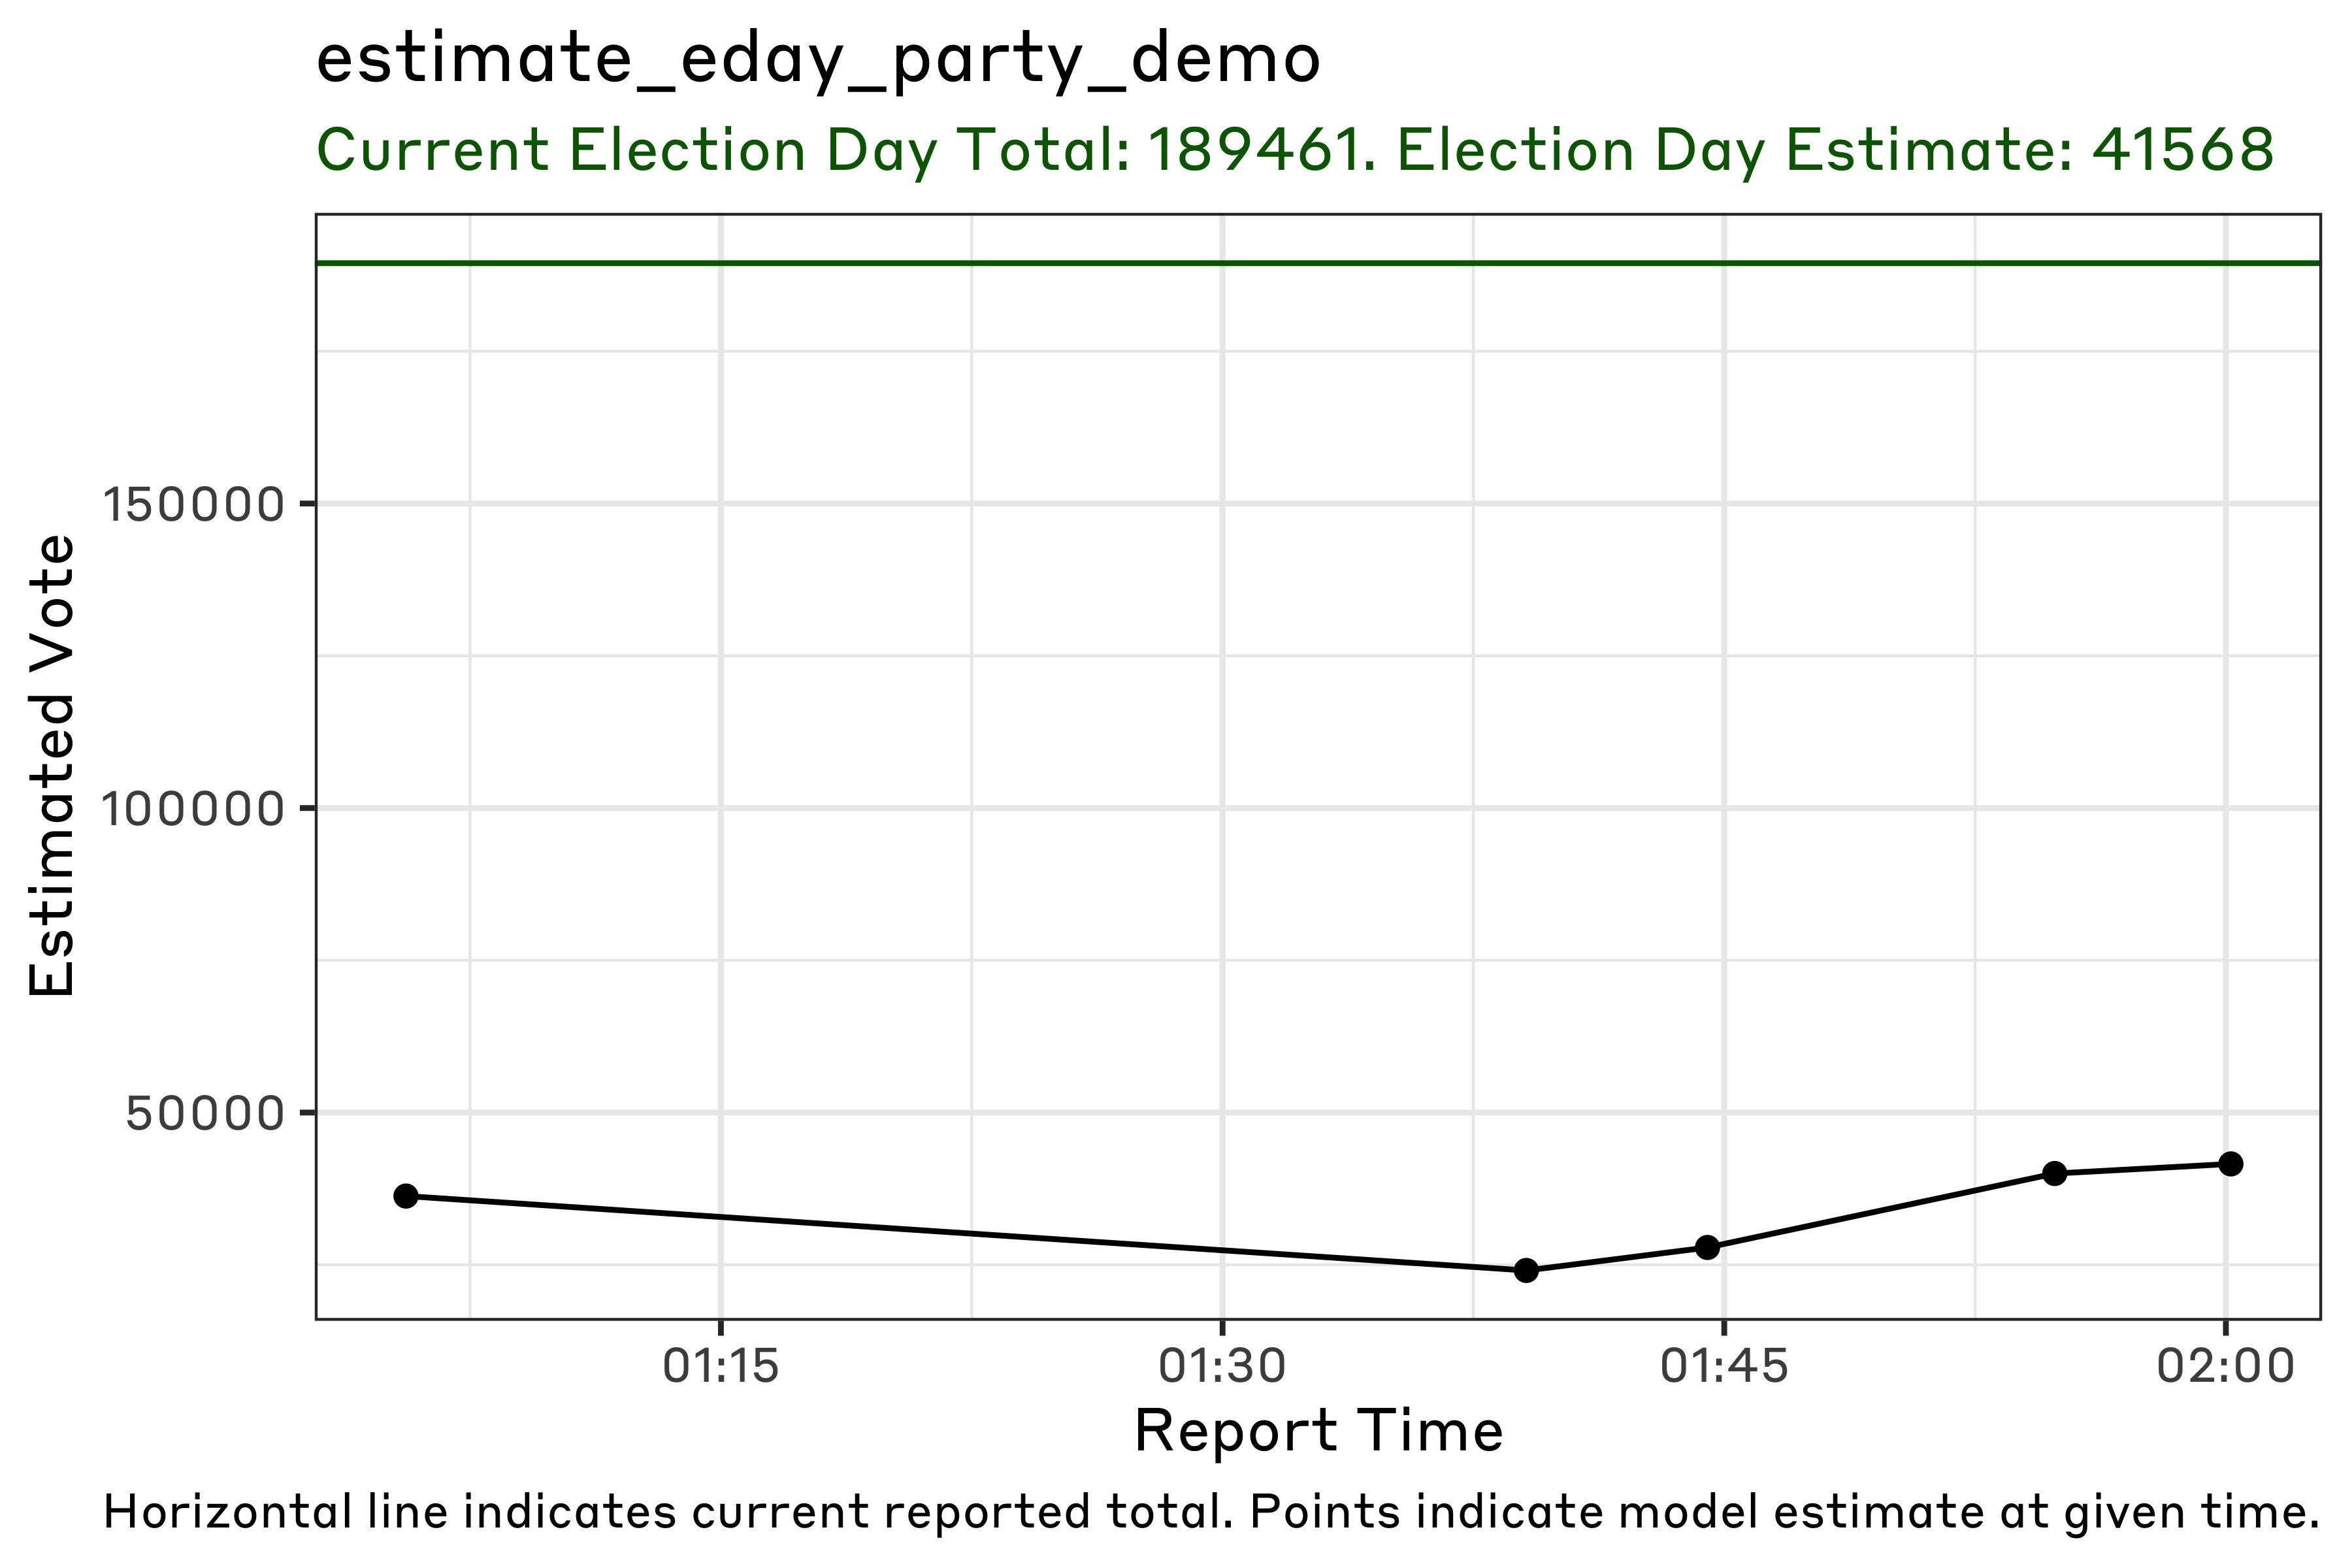 estimate_eday_party_demo
Current Election Day Total: 189461. Election Day Estimate: 41568
Estimated Vote
150000
100000
50000
01:15 01:30 01:45 02:00
Report Time
Horizontal line indicates current reported total. Points indicate model estimate at given time.